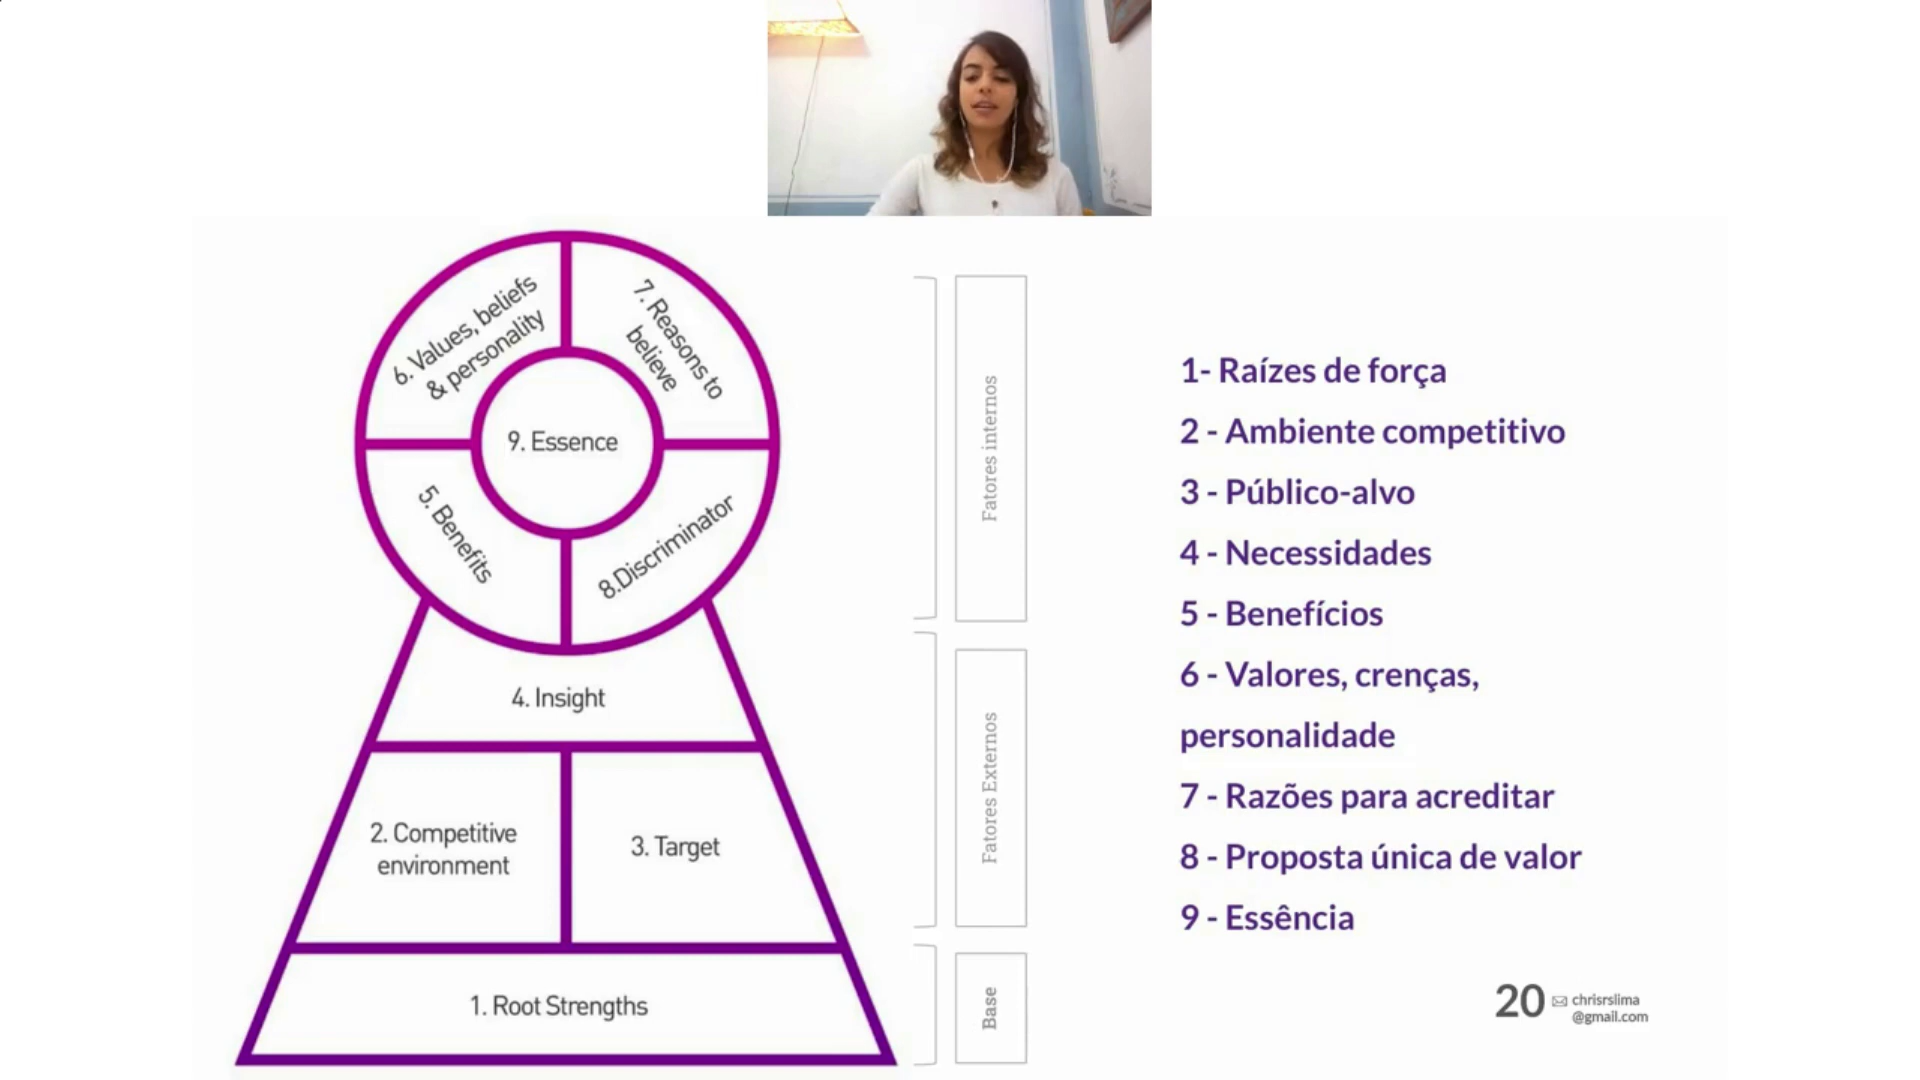 6. Values, beliefs
& personality
7. Reasons to
believe
9. Essence
5. Benefits
8.Discriminator
4. Insight
2. Competitive
environment
3. Target
1. Root Strengths
Fatores internos
Fatores Externos
Base
1- Raízes de força
2 - Ambiente competitivo
3 - Público-alvo
4 - Necessidades
5 - Benefícios
6 - Valores, crenças,
personalidade
7 - Razões para acreditar
8 - Proposta única de valor
9 - Essência
20
chrisrslima
@gmail.com